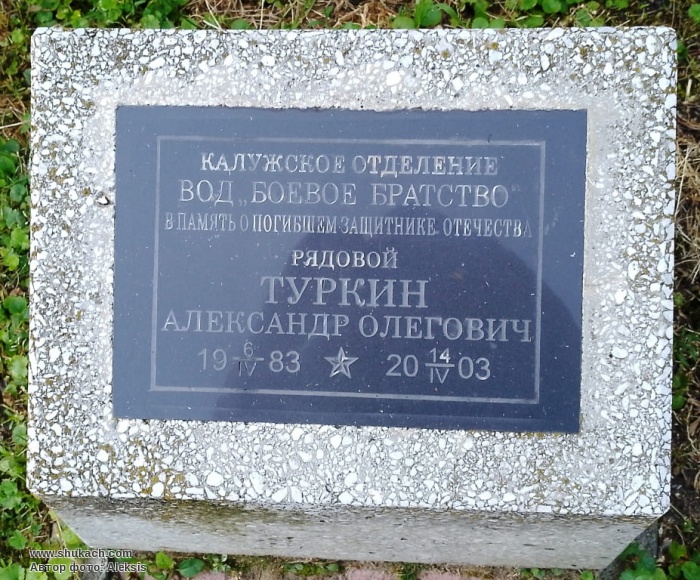 КАЛУЖСКОЕ ОТДЕЛЕНИЕ
ВОД „БОЕВОЕ БРАТСТВО"
В ПАМЯТЬ О ПОГИБШЕМ ЗАЩИТНИКЕ ОТЕЧЕСТВА
РЯДОВОЙ
ТУРКИН
АЛЕКСАНДР ОЛЕГОВИЧ
19 6/IV 83 20 14/IV 03
www.shukach.com
Автор фото: Aleksis